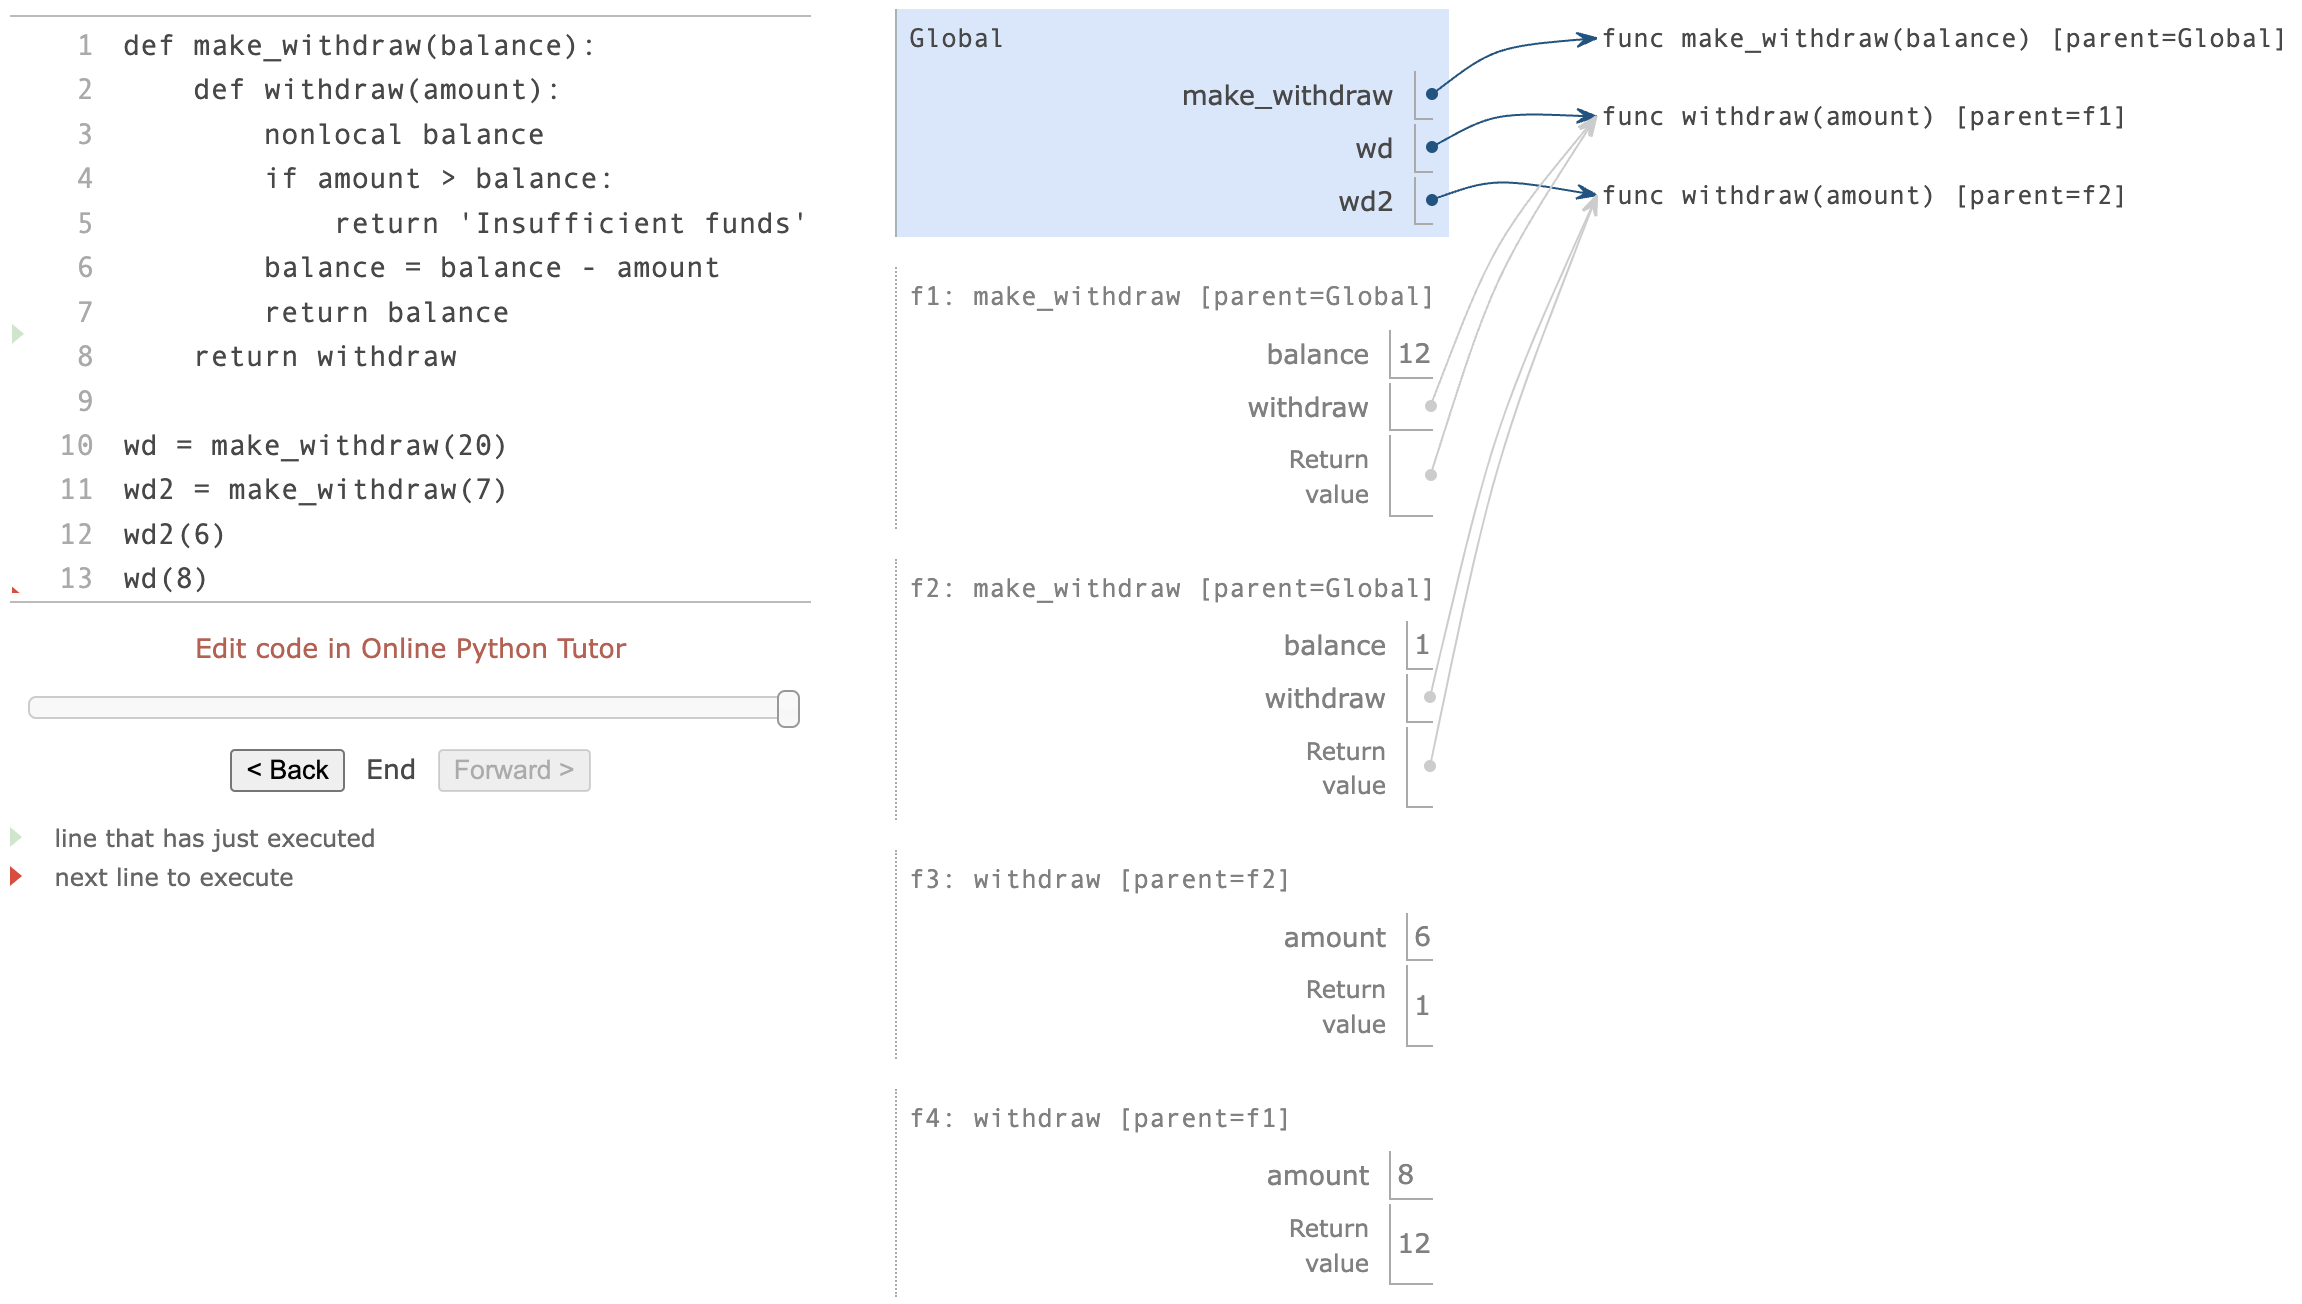 1 def make_withdraw(balance):
2     def withdraw(amount):
3         nonlocal balance
4         if amount > balance:
5             return 'Insufficient funds'
6         balance = balance - amount
7         return balance
8     return withdraw
9
10 wd = make_withdraw(20)
11 wd2 = make_withdraw(7)
12 wd2(6)
13 wd(8)
Edit code in Online Python Tutor
< Back End Forward >
line that has just executed
next line to execute
Global
make_withdraw
wd
wd2
func make_withdraw(balance) [parent=Global]
func withdraw(amount) [parent=f1]
func withdraw(amount) [parent=f2]
f1: make_withdraw [parent=Global]
balance 12
withdraw
Return
value
f2: make_withdraw [parent=Global]
balance 1
withdraw
Return
value
f3: withdraw [parent=f2]
amount 6
Return
value 1
f4: withdraw [parent=f1]
amount 8
Return
value 12